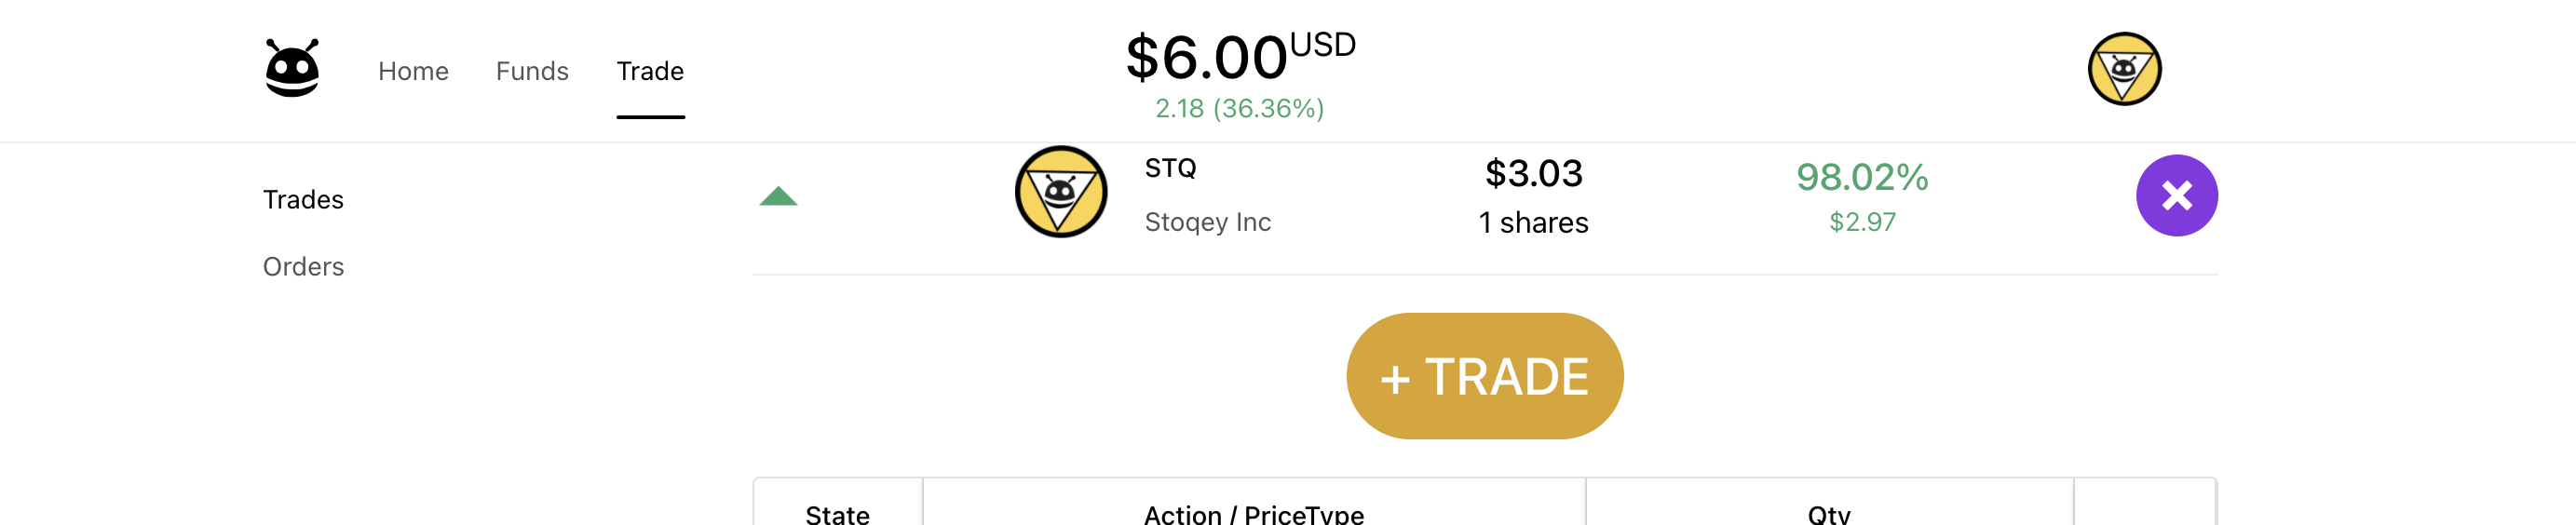 Home Funds Trade
$6.00USD
2.18 (36.36%)
Trades
Orders
STQ
Stoqey Inc
$3.03
1 shares
98.02%
$2.97
+ TRADE
State Action / PriceType Qty